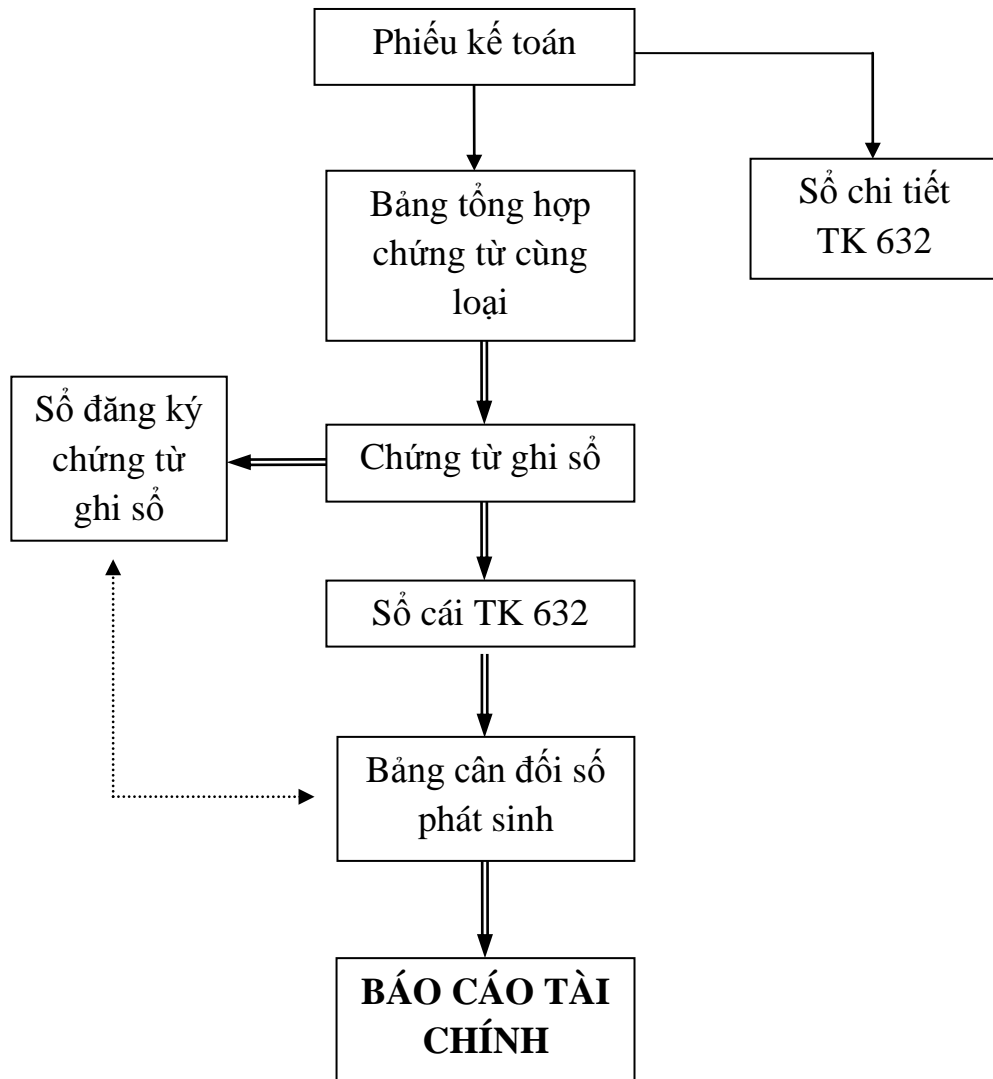 Phiếu kế toán
Bảng tổng hợp
chứng từ cùng
loại
Sổ chi tiết
TK 632
Sổ đăng ký
chứng từ
ghi sổ
Chứng từ ghi sổ
Sổ cái TK 632
Bảng cân đối số
phát sinh
BÁO CÁO TÀI
CHÍNH